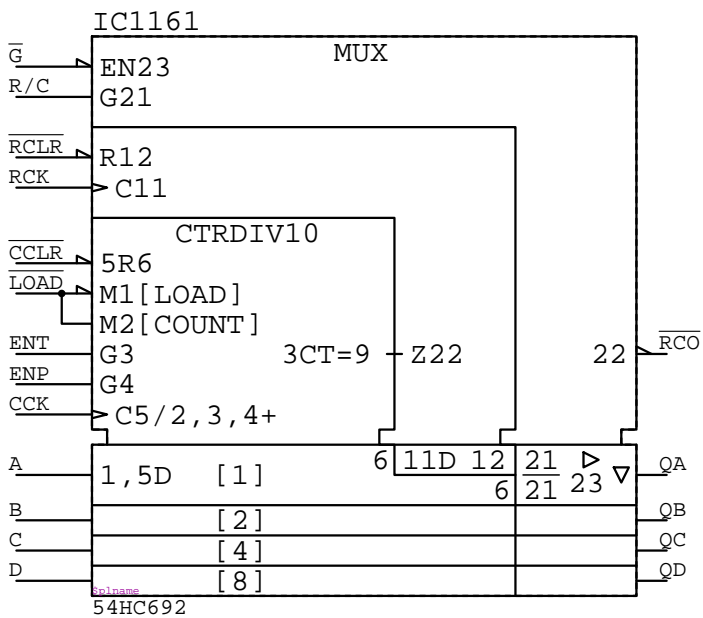 IC1161
MUX
G
EN23
R/C
G21
RCLR
R12
RCK
C11
CTRDIV10
CCLR
5R6
LOAD
M1[LOAD]
M2[COUNT]
ENT
G3
3CT=9
Z22
22
RCO
ENP
G4
CCK
C5/2,3,4+
A
1,5D
[1]
6
11D
12
21
QA
6
21
23
B
[2]
QB
C
[4]
QC
D
[8]
QD
Splname
54HC692